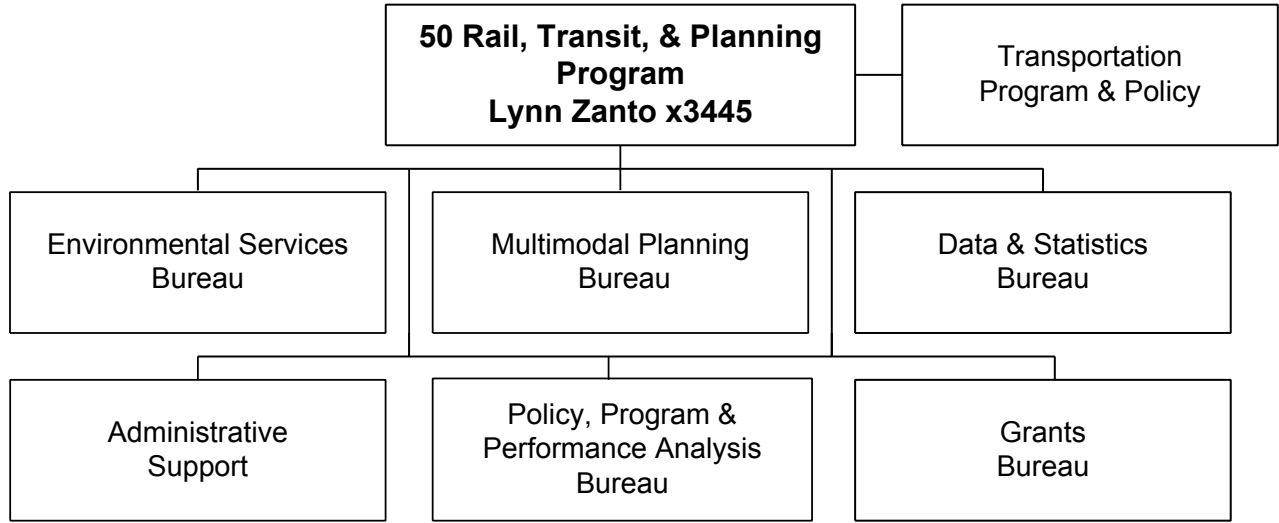 50 Rail, Transit, & Planning
Program
Lynn Zanto x3445
Transportation
Program & Policy
Environmental Services
Bureau
Multimodal Planning
Bureau
Data & Statistics
Bureau
Administrative
Support
Policy, Program &
Performance Analysis
Bureau
Grants
Bureau